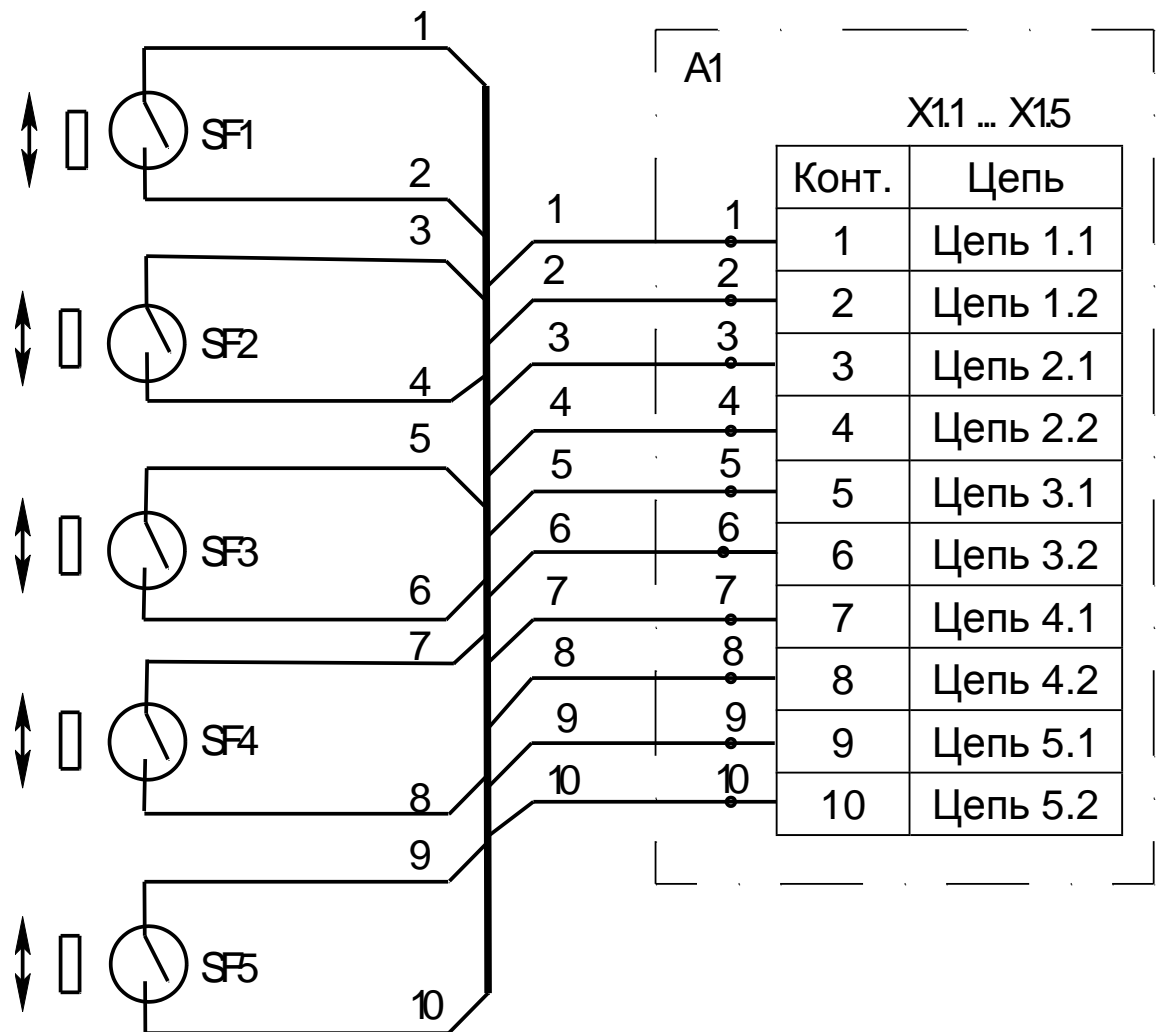 1
SF1
2
3
SF2
4
5
SF3
6
7
SF4
8
9
SF5
10
1
2
3
4
5
6
7
8
9
10
A1
X1.1 ... X1.5
1
2
3
4
5
6
7
8
9
10
Конт. Цепь
1 Цепь 1.1
2 Цепь 1.2
3 Цепь 2.1
4 Цепь 2.2
5 Цепь 3.1
6 Цепь 3.2
7 Цепь 4.1
8 Цепь 4.2
9 Цепь 5.1
10 Цепь 5.2